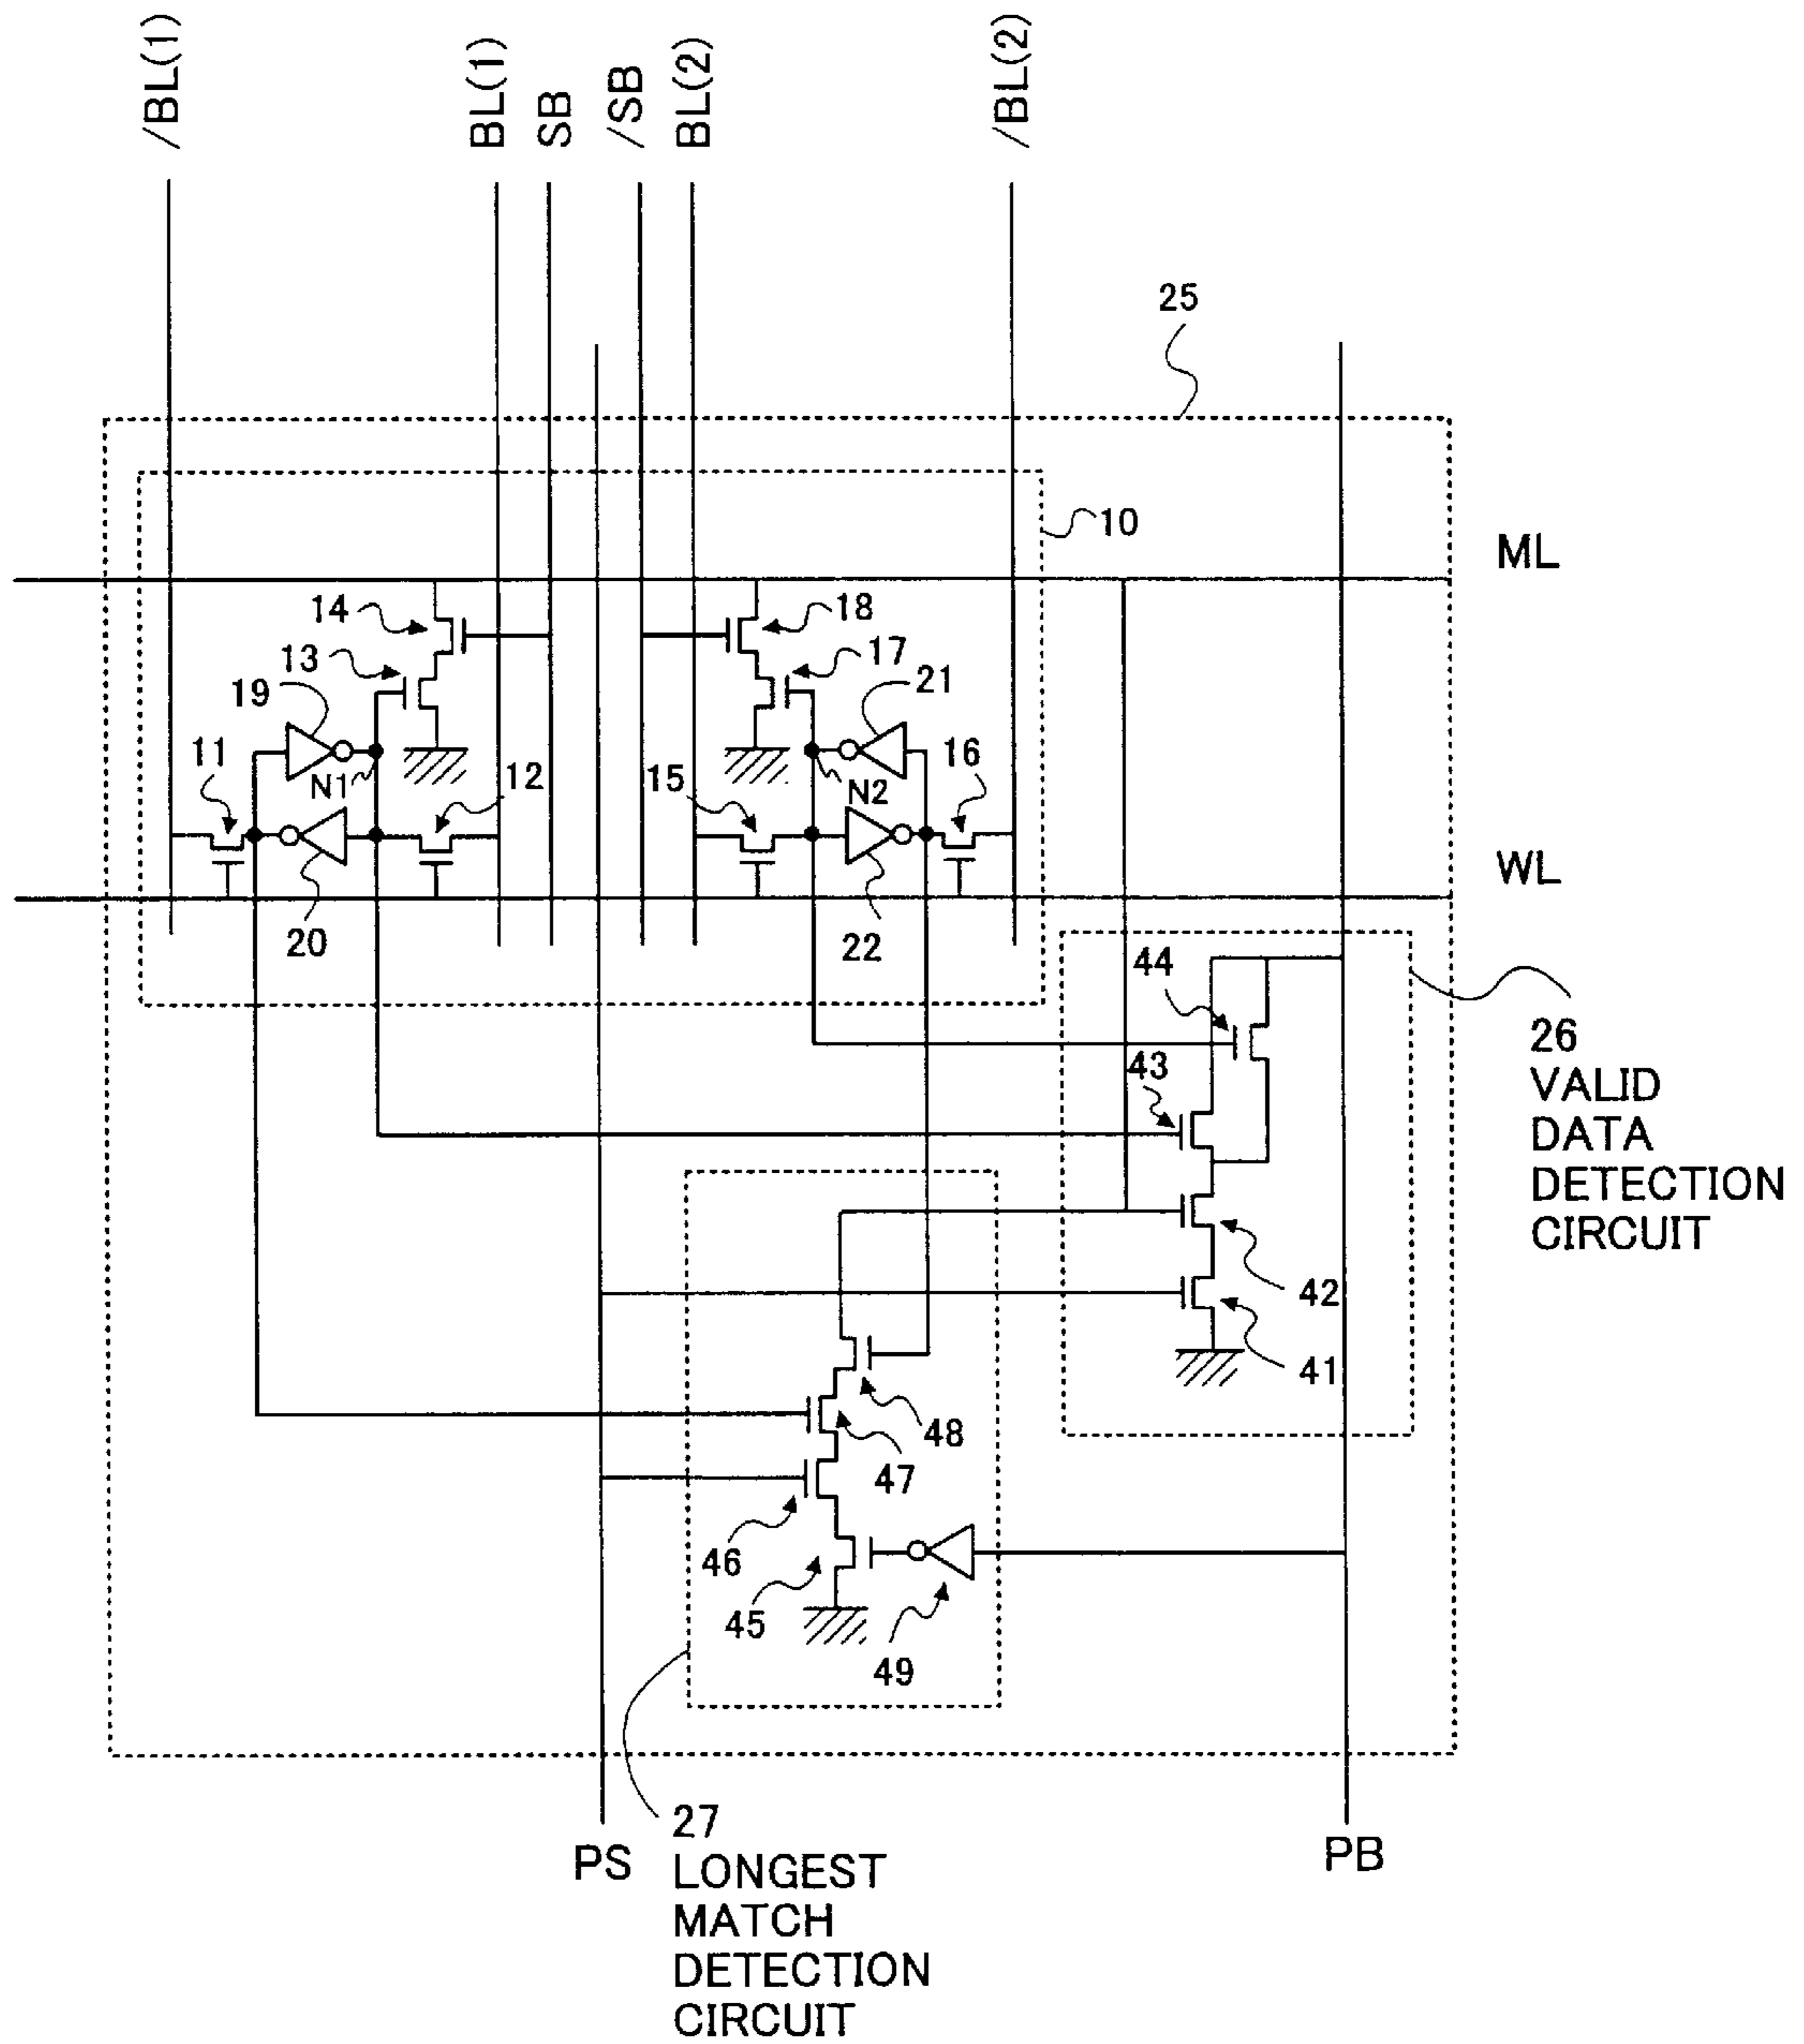 /BL(1)
BL(1)
SB
/SB
BL(2)
/BL(2)
25
10
ML
14
18
13
17
19
21
11
N1
12
15
N2
16
WL
20
22
44
26
VALID
DATA
DETECTION
CIRCUIT
43
42
41
48
47
46
45
49
27
LONGEST
MATCH
DETECTION
CIRCUIT
PS
PB